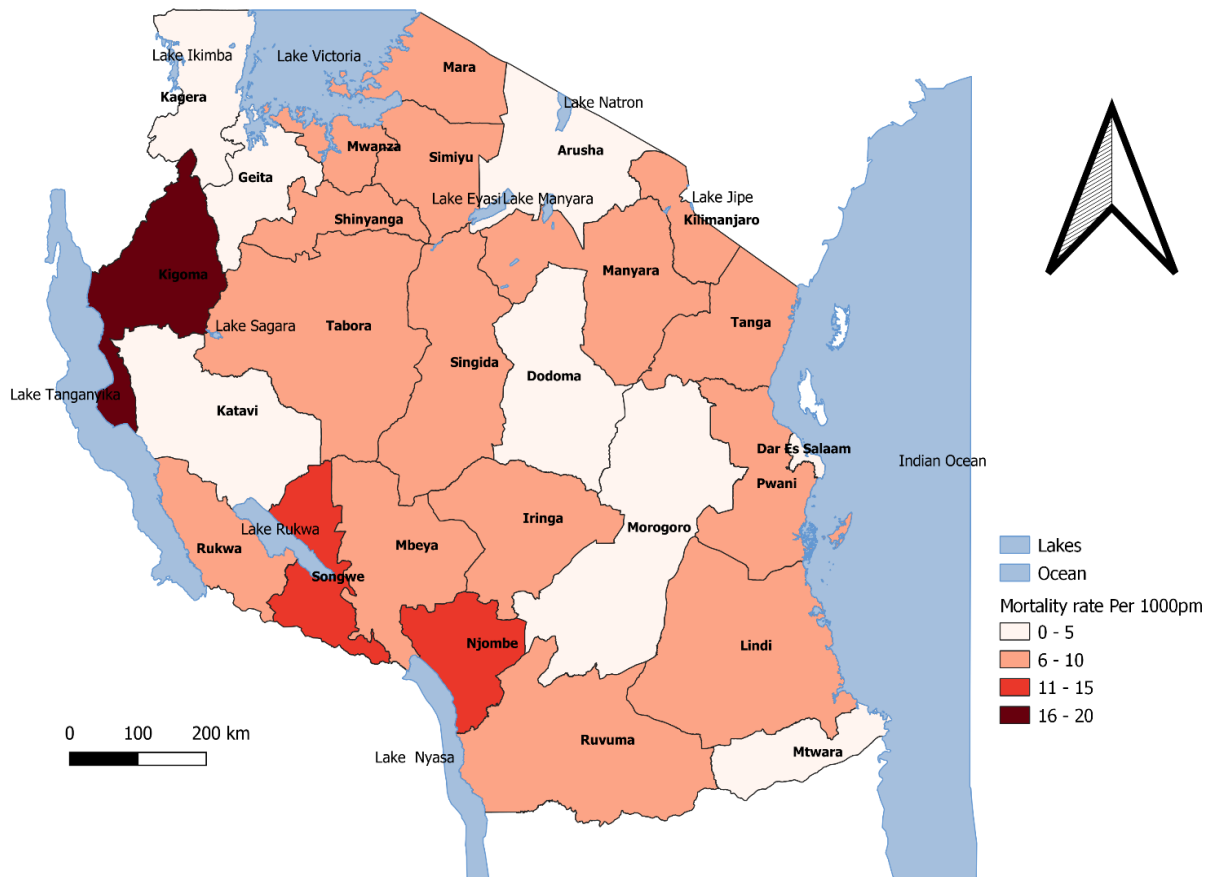 Mara
Lake Ikimba
Lake Victoria
Kagera
Lake Natron
Mwanza
Simiyu
Arusha
Geita
Lake Eyasi
Lake Manyara
Lake Jipe
Shinyanga
Kilimanjaro
Kigoma
Manyara
Lake Sagara
Tabora
Tanga
Singida
Dodoma
Lake Tanganyika
Katavi
Dar Es Salaam
Indian Ocean
Pwani
Lake Rukwa
Iringa
Morogoro
Rukwa
Mbeya
Songwe
Njombe
Lindi
Ruvuma
Mtwara
Lake Nyasa
Lakes
Ocean
Mortality rate Per 1000pm
0 - 5
6 - 10
11 - 15
16 - 20
0 100 200 km